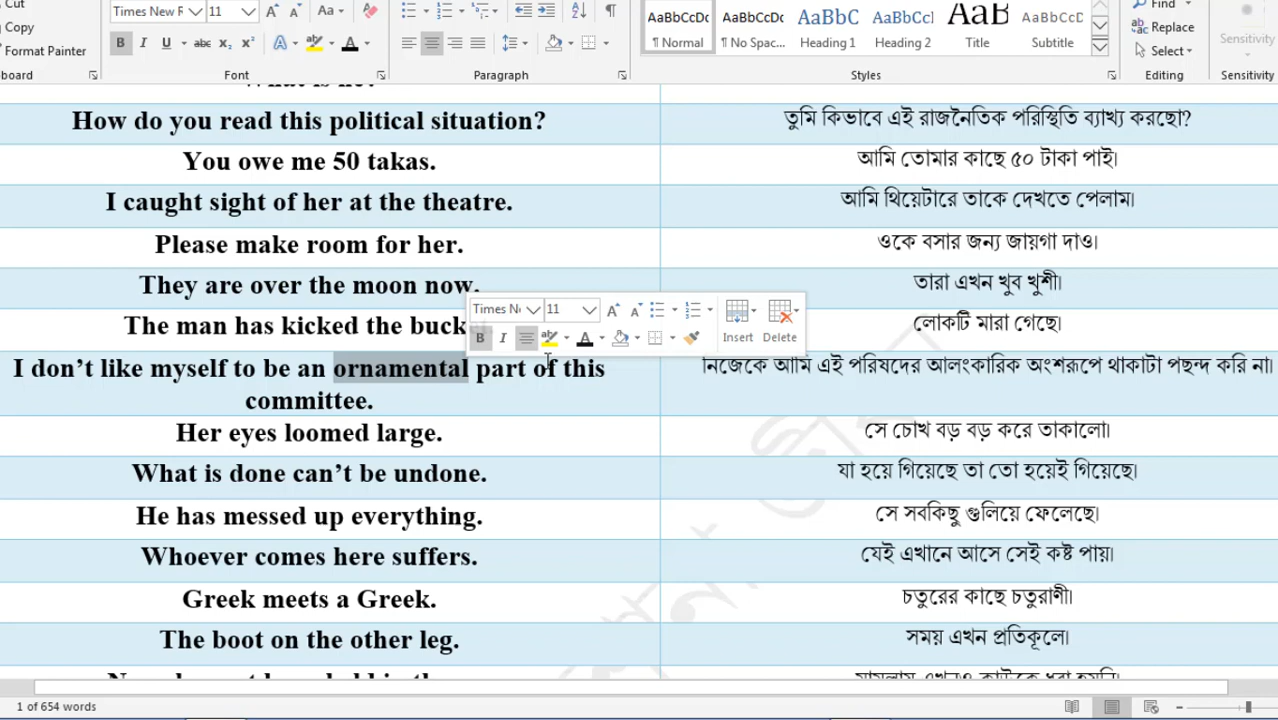 Cut
Copy
Format Painter
Times New R 11
Font
Paragraph
AaBbCcDc AaBbCcDc AaBbC AaBbCc AaB AaBbCcD
¶ Normal ¶ No Spac... Heading 1 Heading 2 Title Subtitle
Styles
Find
Replace
Select
Editing
Sensitivity
Sensitivity
How do you read this political situation? তুমি কিভাবে এই রাজনৈতিক পরিস্থিতি ব্যাখ্য করছো?
You owe me 50 takas. আমি তোমার কাছে ৫০ টাকা পাই।
I caught sight of her at the theatre. আমি থিয়েটারে তাকে দেখতে পেলাম।
Please make room for her. ওকে বসার জন্য জায়গা দাও।
They are over the moon now. তারা এখন খুব খুশী।
Times N 11
Insert Delete
The man has kicked the buck লোকটি মারা গেছে।
I don't like myself to be an ornamental part of this নিজেকে আমি এই পরিষদের আলংকারিক অংশরূপে থাকাটা পছন্দ করি না।
committee.
Her eyes loomed large. সে চোখ বড় বড় করে তাকালো।
What is done can't be undone. যা হয়ে গিয়েছে তা তো হয়েই গিয়েছে।
He has messed up everything. সে সবকিছু গুলিয়ে ফেলেছে।
Whoever comes here suffers. যেই এখানে আসে সেই কষ্ট পায়।
Greek meets a Greek. চতুরের কাছে চতুরাণী।
The boot on the other leg. সময় এখন প্রতিকূলে।
1 of 654 words